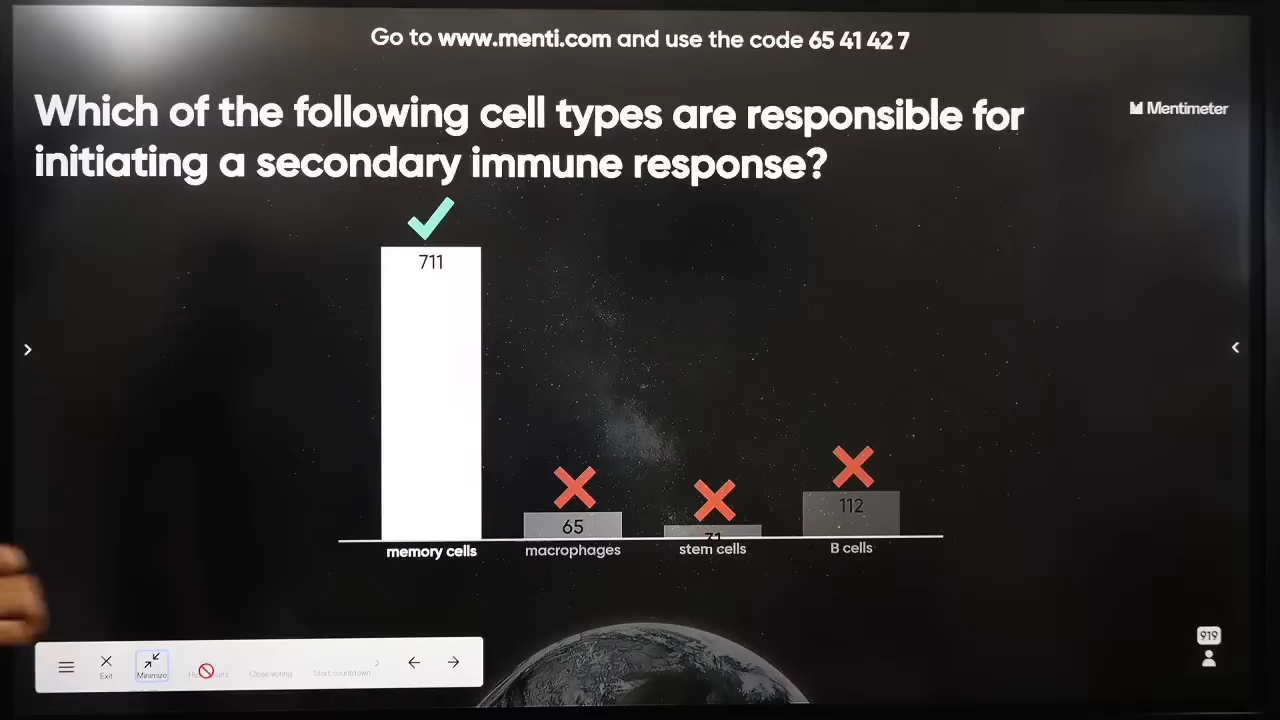 Go to www.menti.com and use the code 65 41 42 7
Which of the following cell types are responsible for
initiating a secondary immune response?
Mentimeter
711
65
112
memory cells
macrophages
stem cells
B cells
919
Exit
Minimize
Close voting
Start countdown